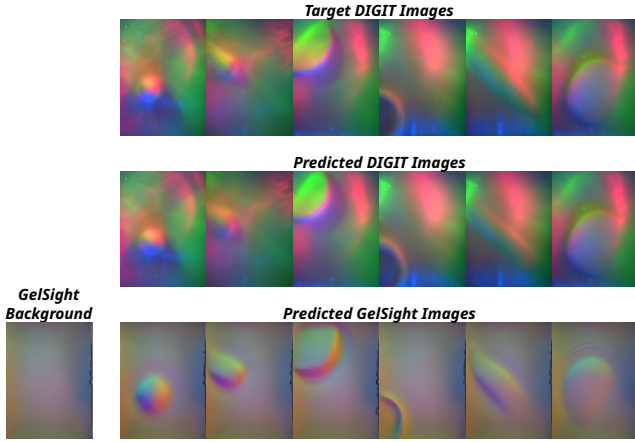 Target DIGIT Images
Predicted DIGIT Images
GelSight
Background
Predicted GelSight Images